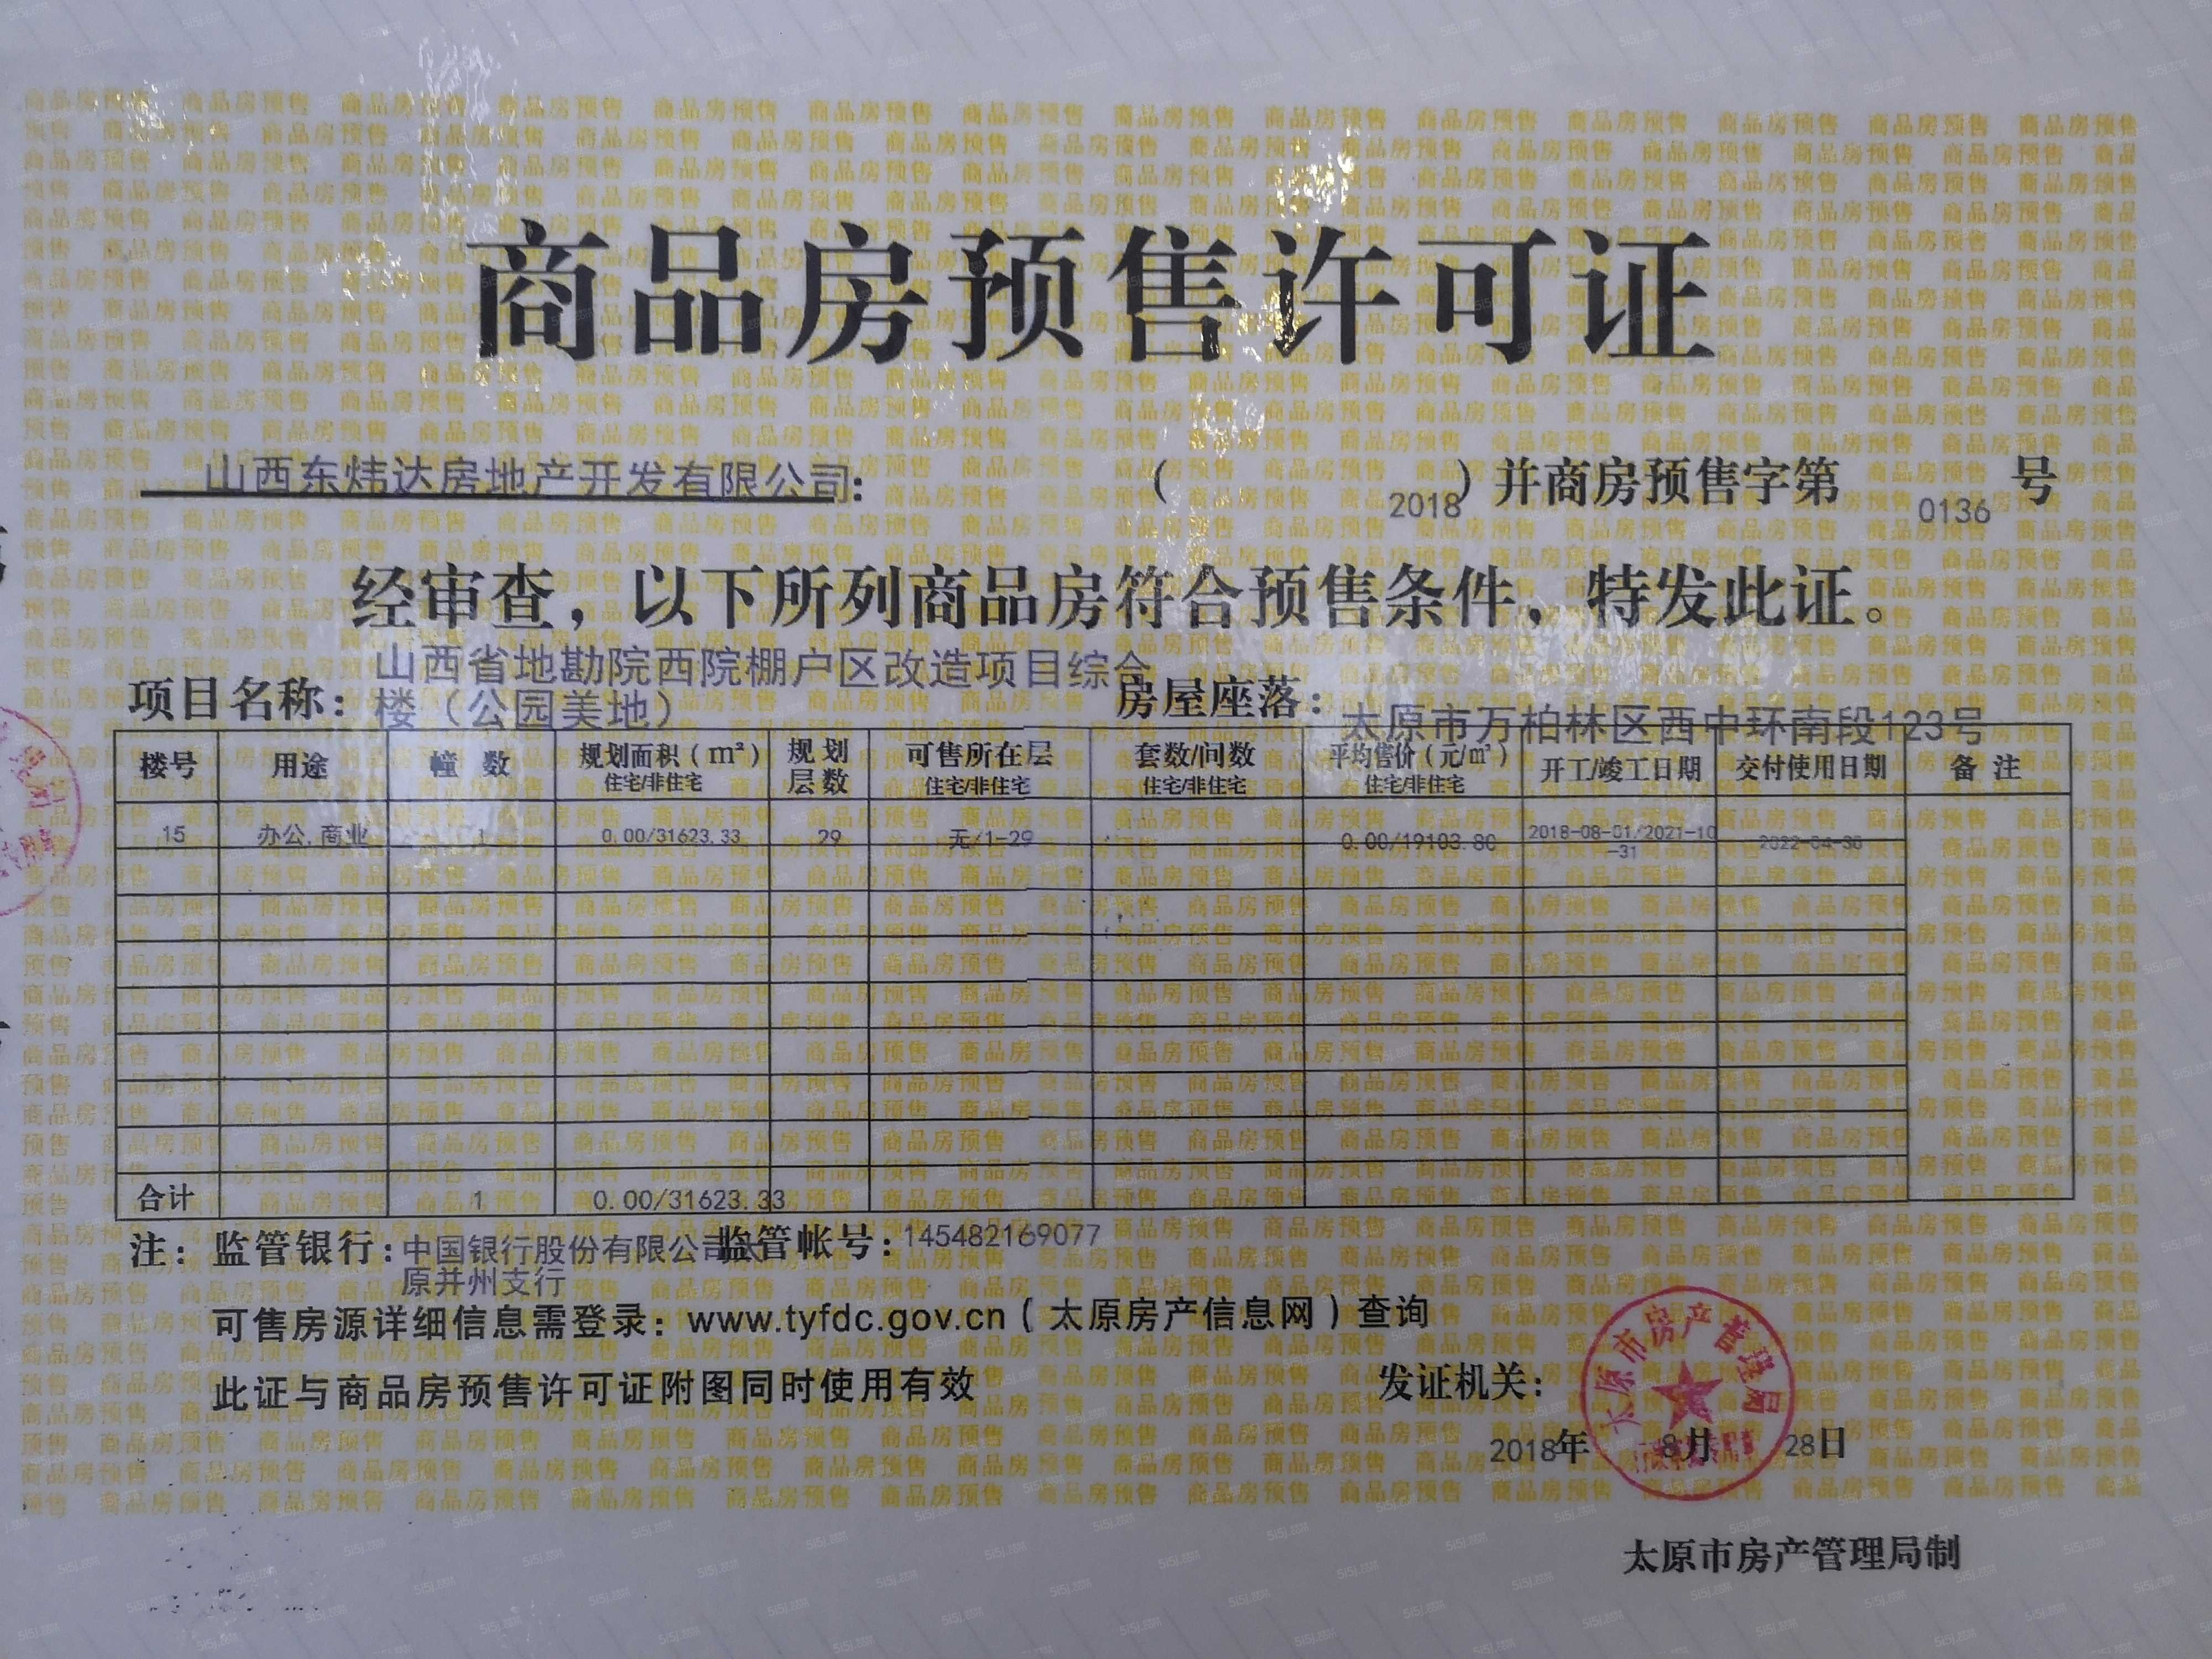 商品房预售许可证
山西东炜达房地产开发有限公司: (2018) 并商房预售字第 0136 号
经审查，以下所列商品房符合预售条件，特发此证。
项目名称: 山西省地勘院西院棚户区改造项目综合
楼（公园美地） 房屋座落: 太原市万柏林区西中环南段123号
楼号 用途 幢数 规划面积（m²）住宅/非住宅 规划层数 可售所在层 住宅/非住宅 套数/间数 住宅/非住宅 平均售价（元/m²）住宅/非住宅 开工/竣工日期 交付使用日期 备注
15 办公,商业 1 0.00/31623.33 29 无/1-29 0.00/19103.80 2018-08-01/2021-10-31 2022-04-30
合计 1 0.00/31623.33
注: 监管银行: 中国银行股份有限公司 监管帐号: 145482169077
原并州支行
可售房源详细信息需登录: www.tyfdc.gov.cn（太原房产信息网）查询
此证与商品房预售许可证附图同时使用有效
发证机关:
太原市房产管理局
2018年 8月 28日
太原市房产管理局制